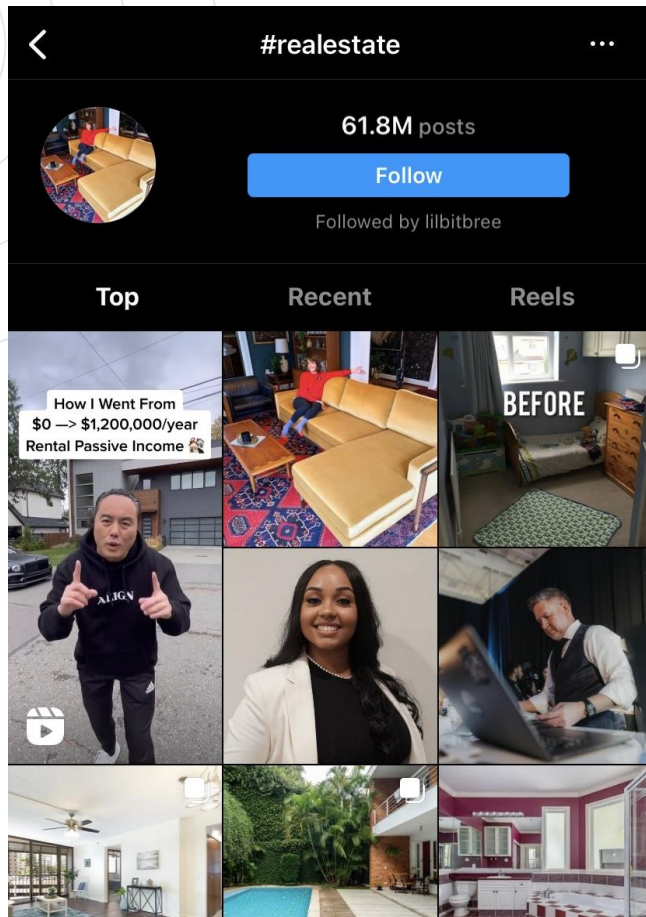 #realestate
61.8M posts
Follow
Followed by lilbitbree
Top Recent Reels
How I Went From
$0 —> $1,200,000/year
Rental Passive Income 🏘️
BEFORE
ALIGN